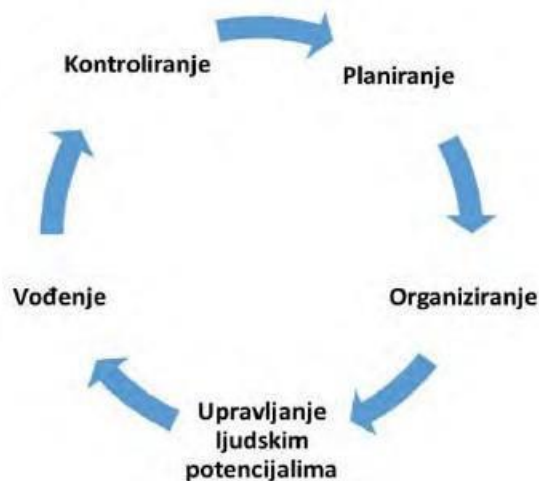 Kontroliranje
Planiranje
Organiziranje
Upravljanje
ljudskim
potencijalima
Vođenje